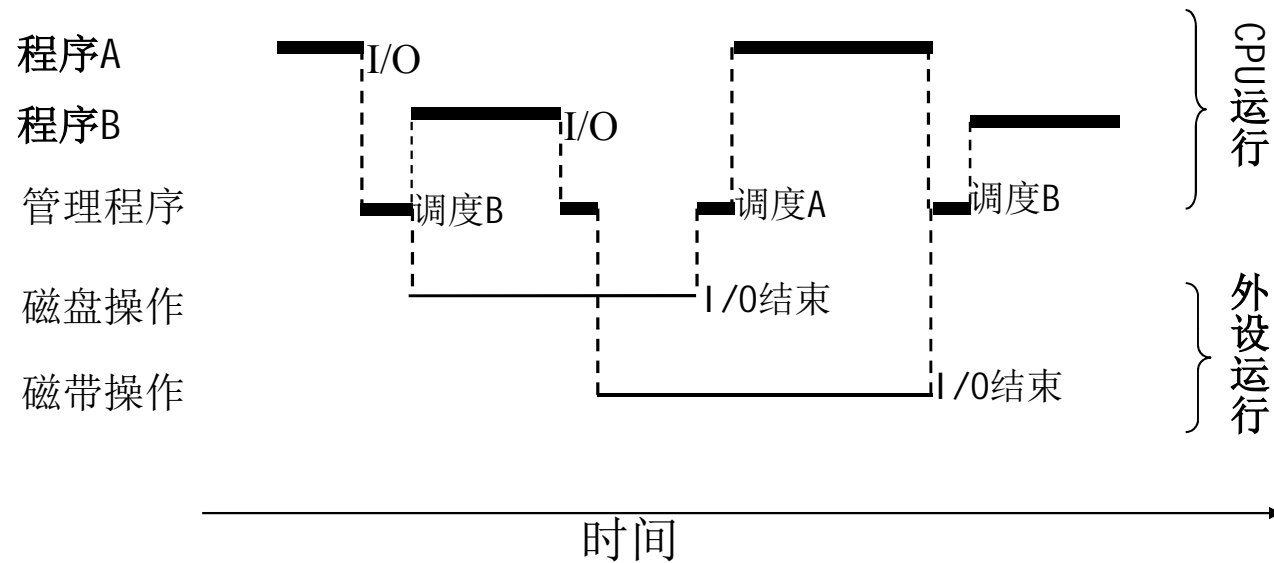 程序A
I/O
程序B
I/O
管理程序
调度B
调度A
调度B
磁盘操作
I/O结束
磁带操作
I/O结束
时间
CPU运行
外设运行